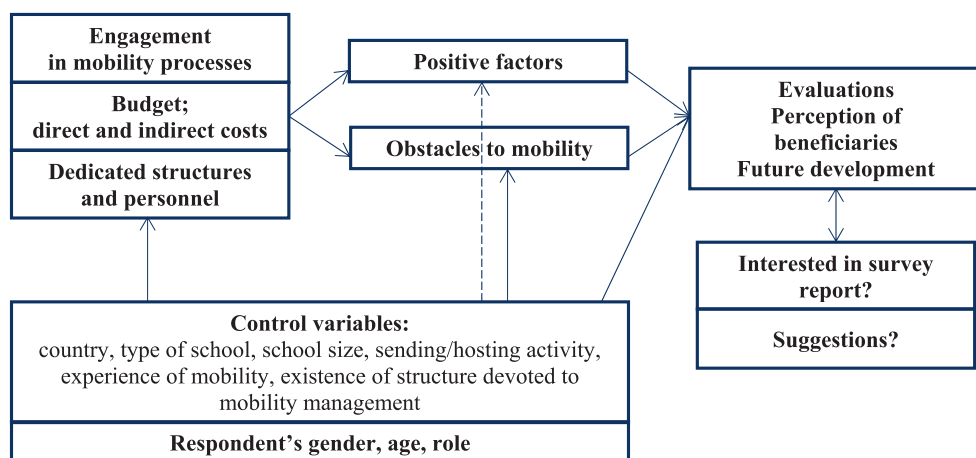 Engagement
in mobility processes
Budget;
direct and indirect costs
Dedicated structures
and personnel
Positive factors
Obstacles to mobility
Evaluations
Perception of
beneficiaries
Future development
Interested in survey
report?
Suggestions?
Control variables:
country, type of school, school size, sending/hosting activity,
experience of mobility, existence of structure devoted to
mobility management
Respondent’s gender, age, role